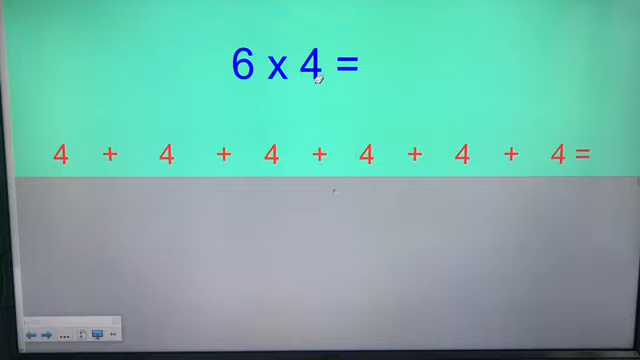 6 x 4 =
4 + 4 + 4 + 4 + 4 + 4 =